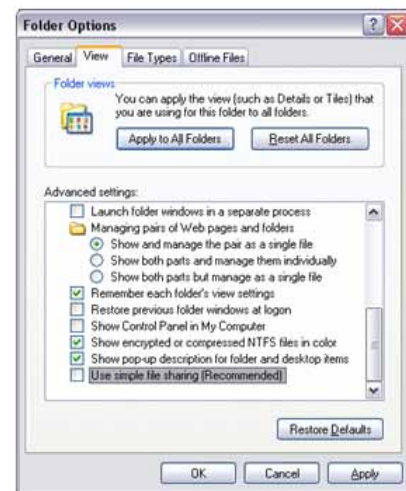 Folder Options
General View File Types Offline Files
Folder views
You can apply the view (such as Details or Tiles) that
you are using for this folder to all folders.
Apply to All Folders Reset All Folders
Advanced settings:
Launch folder windows in a separate process
Managing pairs of Web pages and folders
Show and manage the pair as a single file
Show both parts and manage them individually
Show both parts but manage as a single file
Remember each folder's view settings
Restore previous folder windows at logon
Show Control Panel in My Computer
Show encrypted or compressed NTFS files in color
Show pop-up description for folder and desktop items
Use simple file sharing (Recommended)
Restore Defaults
OK Cancel Apply